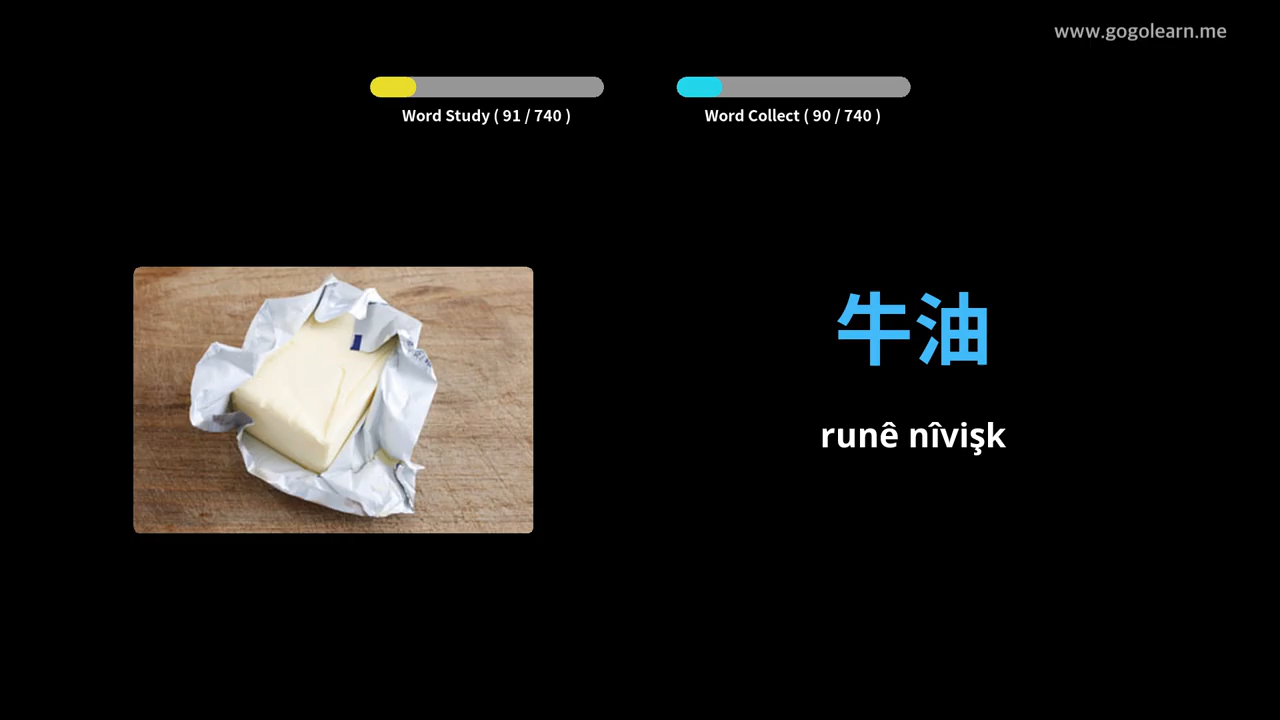 www.gogolearn.me
Word Study ( 91 / 740 )
Word Collect ( 90 / 740 )
牛油
runê nîvişk